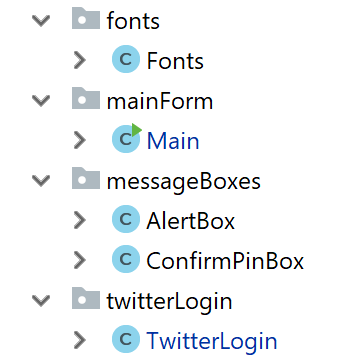 fonts
C Fonts
mainForm
C Main
messageBoxes
C AlertBox
C ConfirmPinBox
twitterLogin
C TwitterLogin